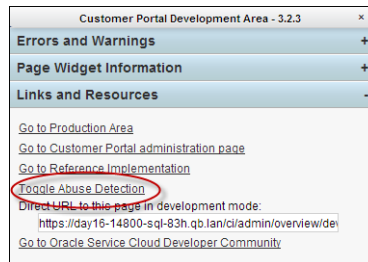 Customer Portal Development Area - 3.2.3 ×
Errors and Warnings +
Page Widget Information +
Links and Resources -
Go to Production Area
Go to Customer Portal administration page
Go to Reference Implementation
Toggle Abuse Detection
Direct URL to this page in development mode:
https://day16-14800-sql-83h.qb.lan/ci/admin/overview/de
Go to Oracle Service Cloud Developer Community